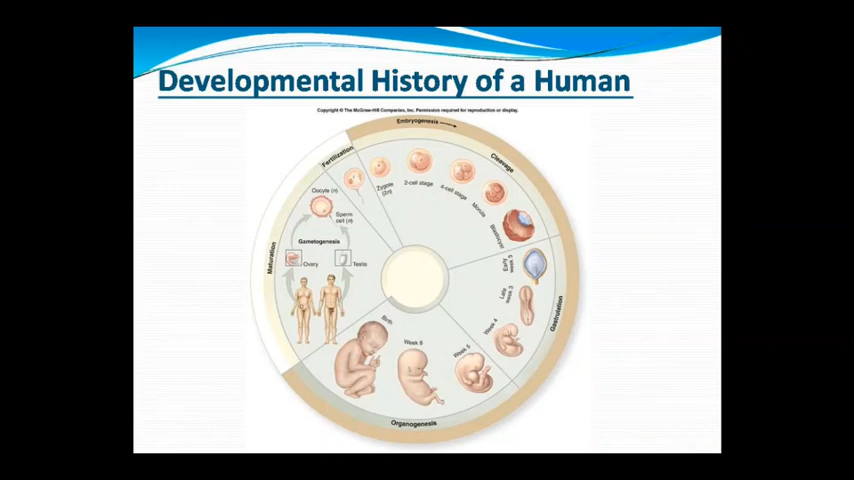 Developmental History of a Human
Copyright © The McGraw-Hill Companies, Inc. Permission required for reproduction or display.
Embryogenesis
Fertilization
Cleavage
Zygote
(2n)
2-cell stage
4-cell stage
Morula
Blastocyst
Oocyte (n)
Sperm
cell (n)
Gametogenesis
Ovary
Testis
Maturation
Early
week 3
Late
week 3
Gastrulation
Week 4
Week 5
Week 8
Birth
Organogenesis